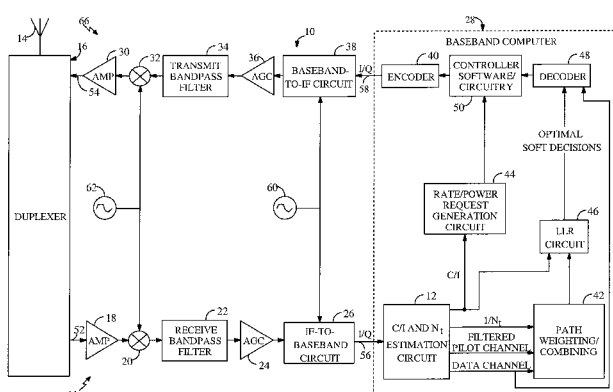 66
10
28
14
16
30
32
34
36
38
BASEBAND COMPUTER
40
48
AMP
TRANSMIT
BANDPASS
FILTER
AGC
BASEBAND-
TO-IF CIRCUIT
I/Q
58
ENCODER
CONTROLLER
SOFTWARE/
CIRCUITRY
50
DECODER
54
OPTIMAL
SOFT DECISIONS
44
62
60
DUPLEXER
RATE/POWER
REQUEST
GENERATION
CIRCUIT
46
LLR
CIRCUIT
C/I
18
22
26
12
42
52
AMP
20
RECEIVE
BANDPASS
FILTER
AGC
24
IF-TO-
BASEBAND
CIRCUIT
I/Q
56
C/I AND Nt
ESTIMATION
CIRCUIT
1/Nt
FILTERED
PILOT CHANNEL
DATA CHANNEL
PATH
WEIGHTING/
COMBINING